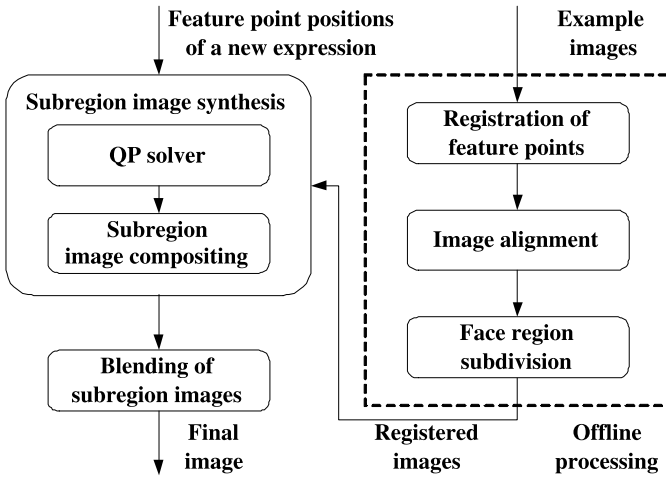 Feature point positions
of a new expression
Subregion image synthesis
QP solver
Subregion
image compositing
Blending of
subregion images
Final
image
Example
images
Registration of
feature points
Image alignment
Face region
subdivision
Registered
images
Offline
processing